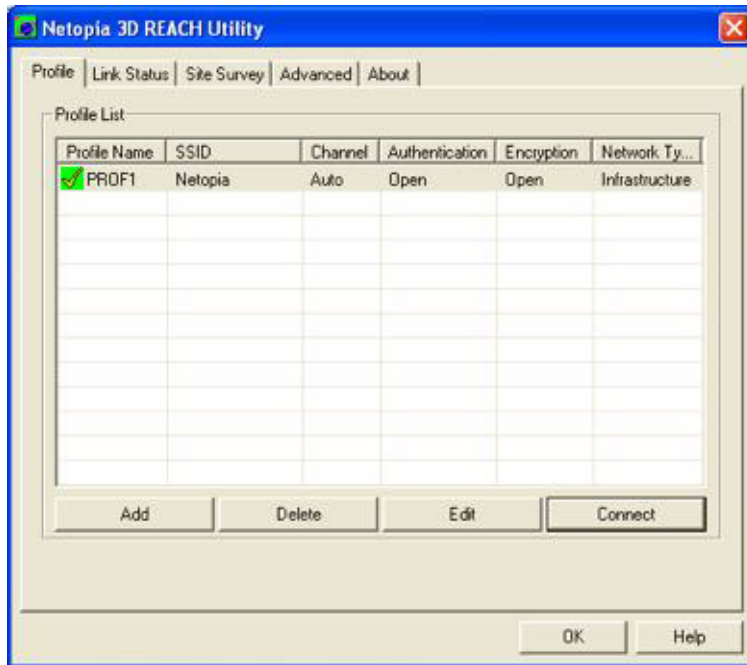 Netopia 3D REACH Utility
Profile Link Status Site Survey Advanced About
Profile List
Profile Name SSID Channel Authentication Encryption Network Ty...
PROF1 Netopia Auto Open Open Infrastructure
Add Delete Edit Connect
OK Help